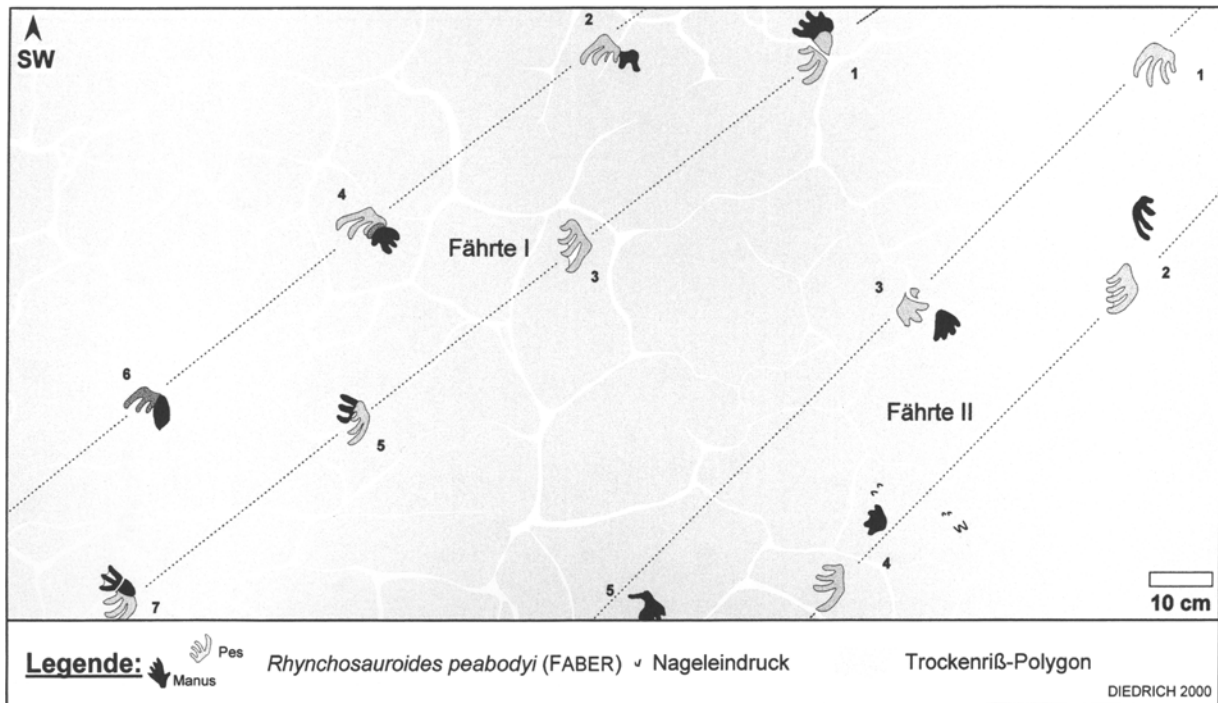 SW
2
1
1
4
Fährte I
3
2
3
6
5
Fährte II
4
5
7
10 cm
Legende: Pes
Manus
Rhynchosauroides peabodyi (FABER) Nageleindruck Trockenriß-Polygon
DIEDRICH 2000